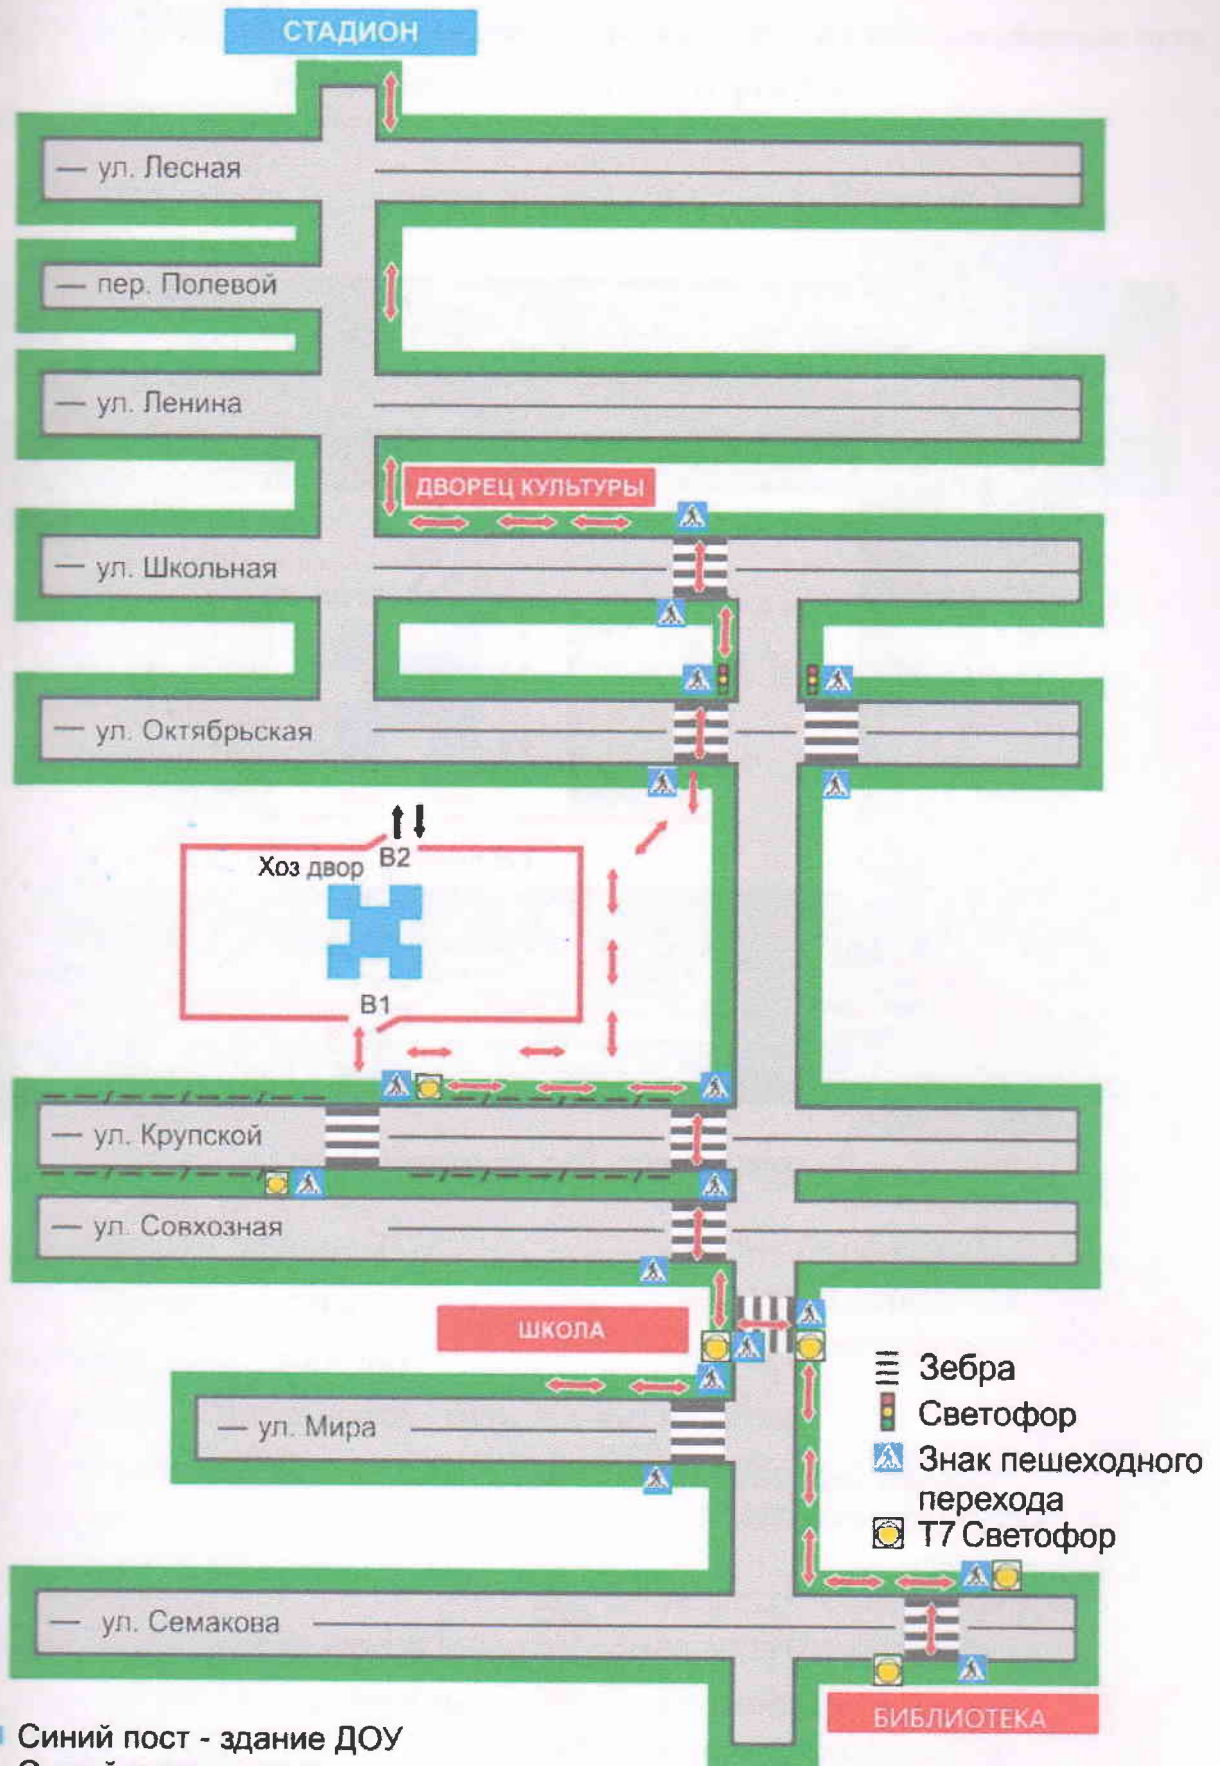 СТАДИОН
ул. Лесная
пер. Полевой
ул. Ленина
ДВОРЕЦ КУЛЬТУРЫ
ул. Школьная
ул. Октябрьская
Хоз двор
В2
В1
ул. Крупской
ул. Совхозная
ШКОЛА
ул. Мира
Зебра
Светофор
Знак пешеходного
перехода
Т7 Светофор
ул. Семакова
БИБЛИОТЕКА
Синий пост - здание ДОУ